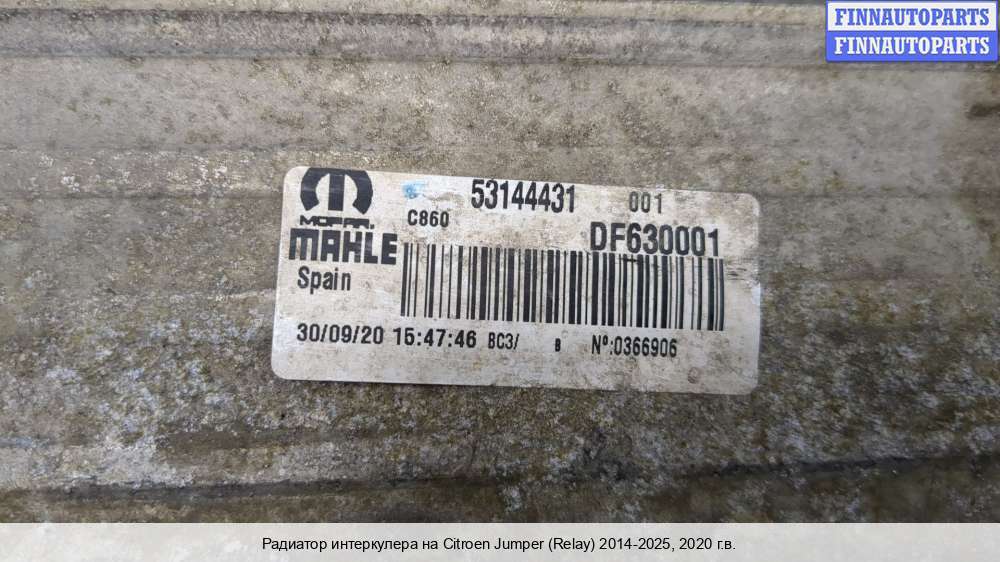 FINNAUTOPARTS
FINNAUTOPARTS
53144431 001
C860
MOPAR.
DF630001
MAHLE
Spain
30/09/20 15:47:46 BC3/ B Nº:0366906
Радиатор интеркулера на Citroen Jumper (Relay) 2014-2025, 2020 г.в.